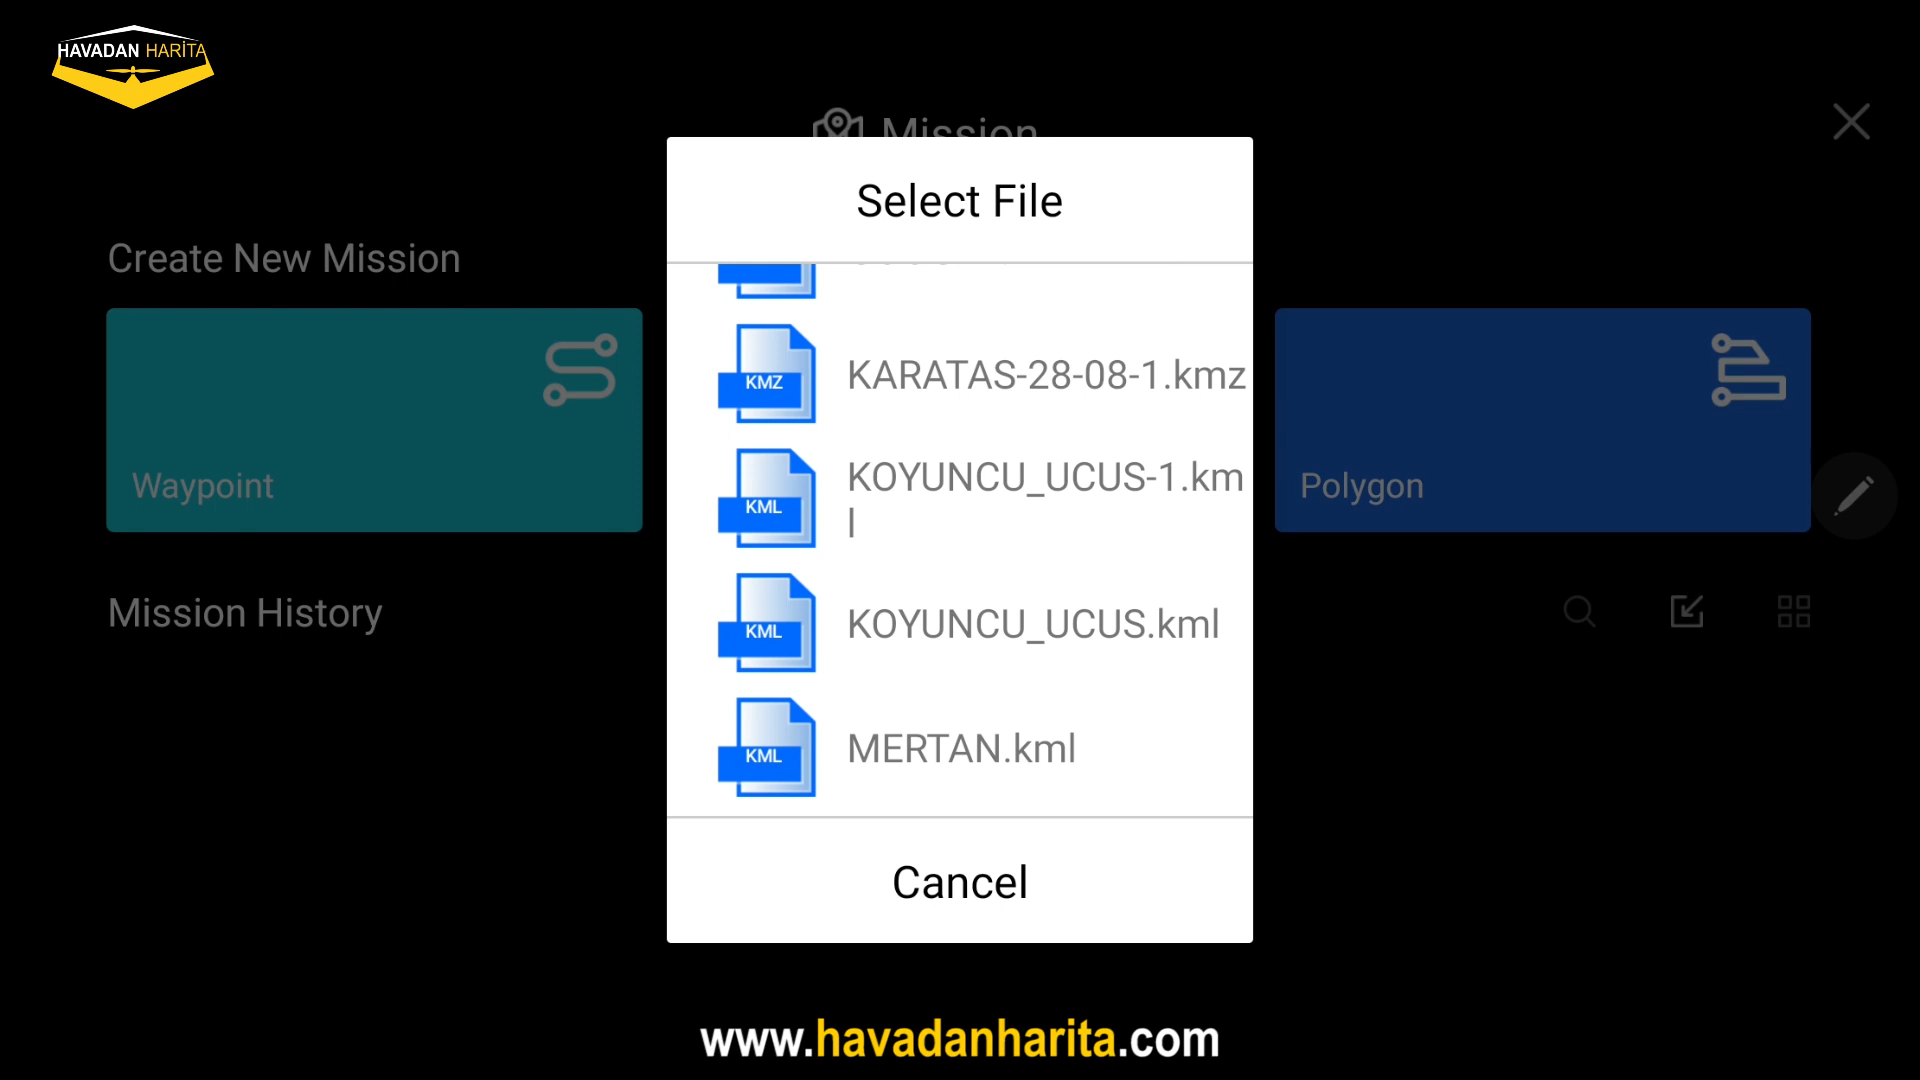 HAVADAN HARİTA
Mission
Select File
Create New Mission
KMZ
KARATAS-28-08-1.kmz
KML
KOYUNCU_UCUS-1.km
l
Waypoint
Polygon
KML
KOYUNCU_UCUS.kml
Mission History
KML
MERTAN.kml
Cancel
www.havadanharita.com